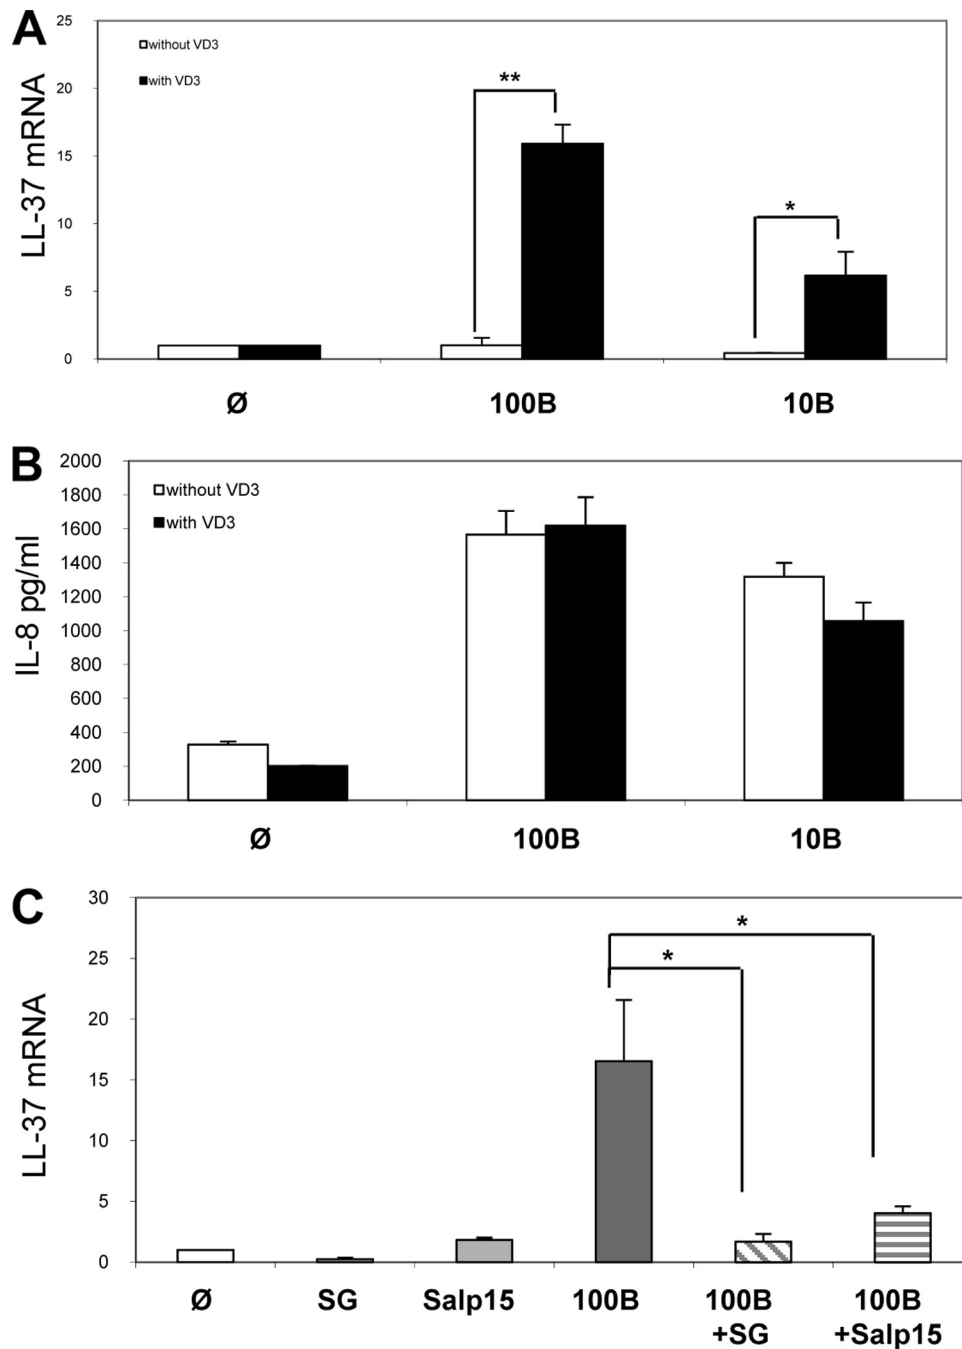 A
LL-37 mRNA
25
20
15
10
5
0
without VD3
with VD3
**
*
Ø
100B
10B
B
IL-8 pg/ml
2000
1800
1600
1400
1200
1000
800
600
400
200
0
without VD3
with VD3
Ø
100B
10B
C
LL-37 mRNA
30
25
20
15
10
5
0
*
*
Ø
SG
Salp15
100B
100B
+SG
100B
+Salp15